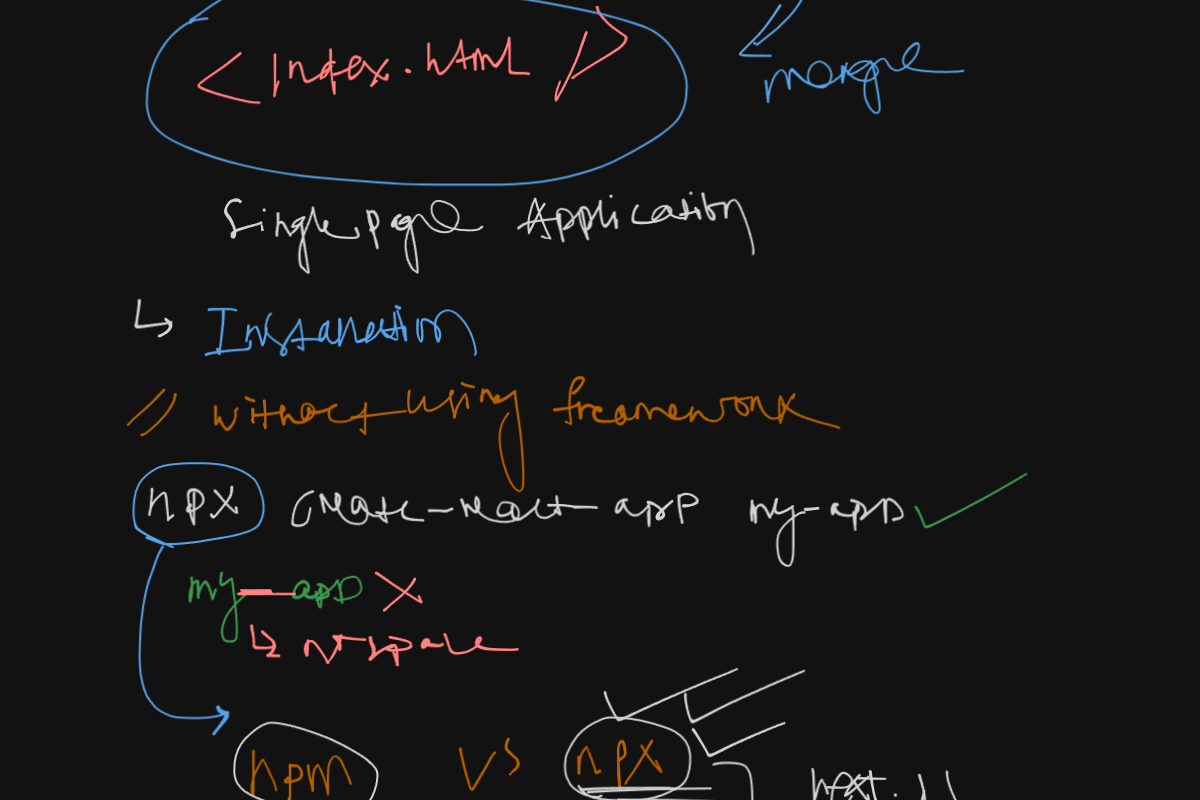 <Index.html />
merge
Single page Application
↳ Installation
// without using framework
npx create-react-app my-app ✓
my-app ✗
↳ no space
npm vs npx